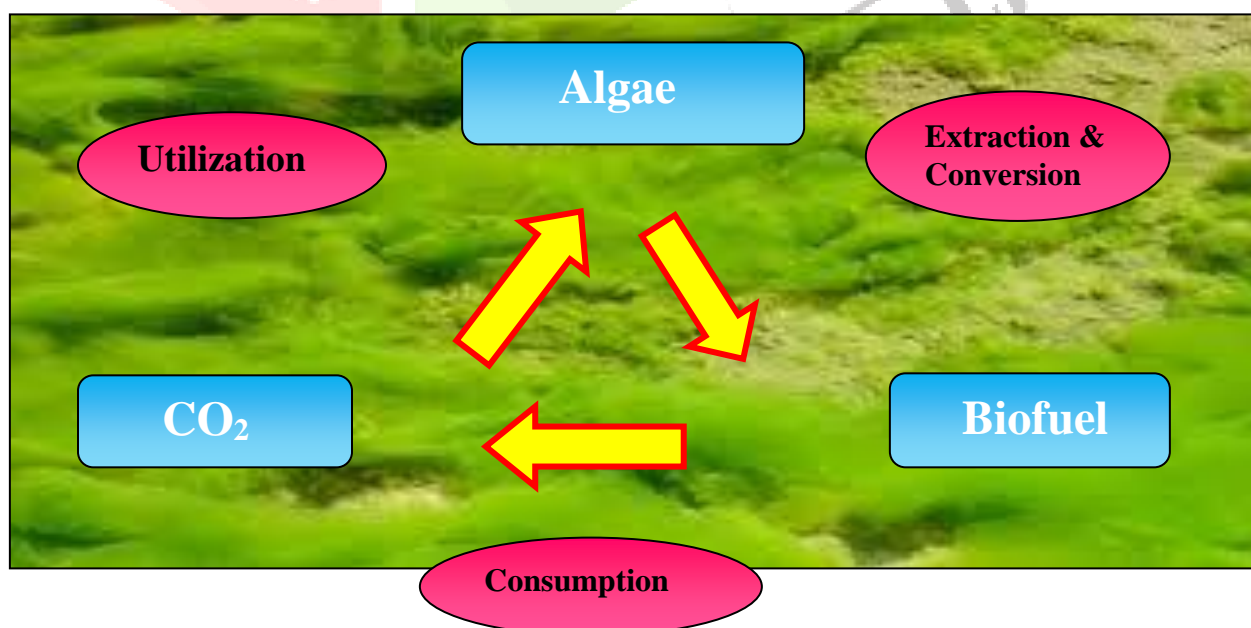 Algae
Utilization
Extraction &
Conversion
CO₂
Biofuel
Consumption